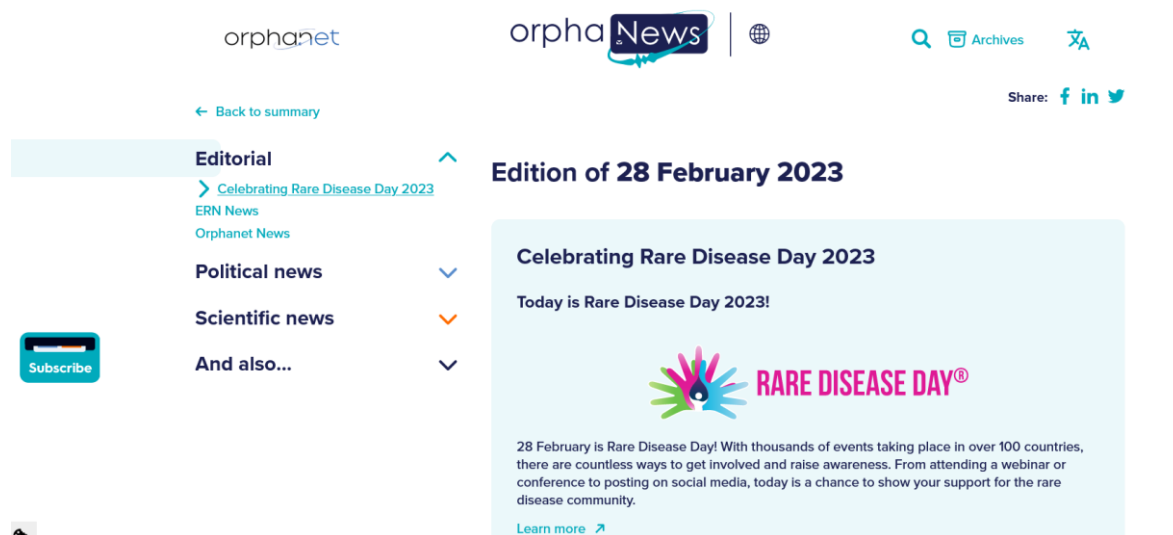 orphanet
orphaNews
Archives
Share:
← Back to summary
Editorial
Celebrating Rare Disease Day 2023
ERN News
Orphanet News
Political news
Scientific news
And also...
Subscribe
Edition of 28 February 2023
Celebrating Rare Disease Day 2023
Today is Rare Disease Day 2023!
RARE DISEASE DAY®
28 February is Rare Disease Day! With thousands of events taking place in over 100 countries,
there are countless ways to get involved and raise awareness. From attending a webinar or
conference to posting on social media, today is a chance to show your support for the rare
disease community.
Learn more ↗